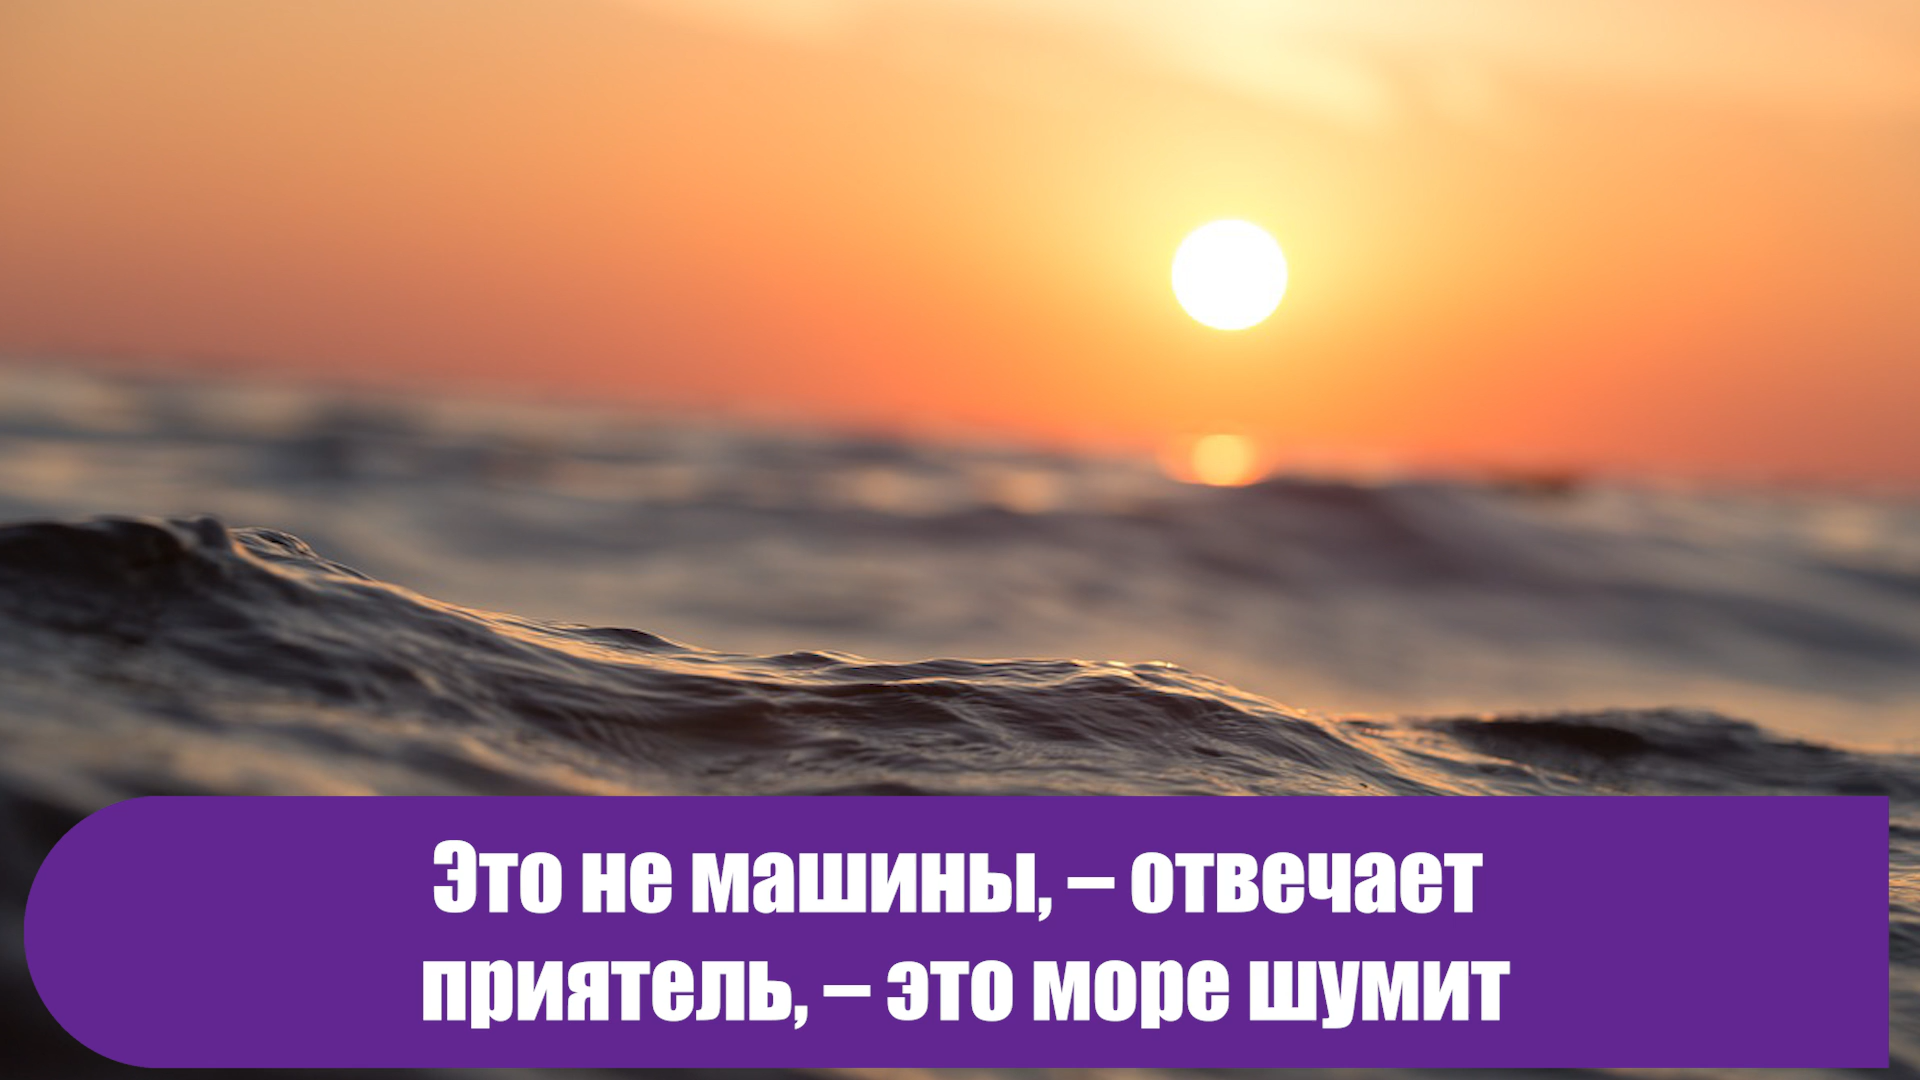 Это не машины, – отвечает
приятель, – это море шумит